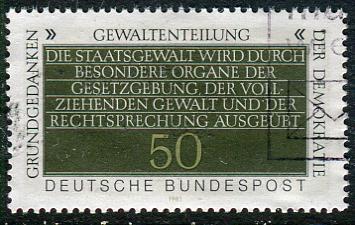 » GEWALTENTEILUNG «
GRUNDGEDANKEN
DER DEMOKRATIE
DIE STAATSGEWALT WIRD DURCH
BESONDERE ORGANE DER
GESETZGEBUNG, DER VOLL-
ZIEHENDEN GEWALT UND DER
RECHTSPRECHUNG AUSGEÜBT
50
DEUTSCHE BUNDESPOST
1981